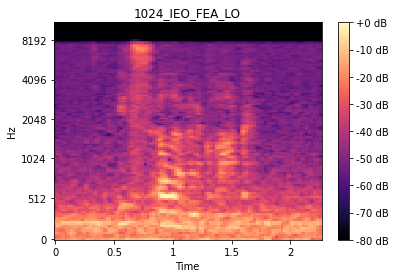 1024_IEO_FEA_LO
+0 dB
8192
-10 dB
4096
-20 dB
-30 dB
2048
Hz
-40 dB
1024
-50 dB
512
-60 dB
-70 dB
0
-80 dB
0
0.5
1
1.5
2
Time